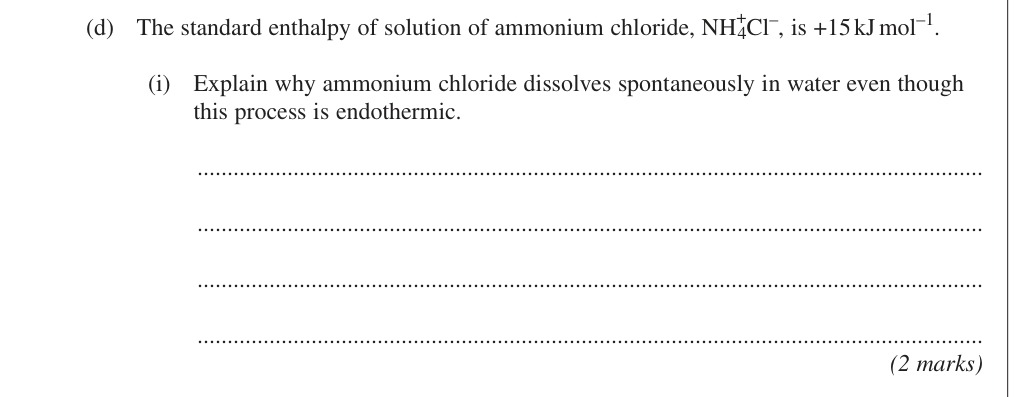 (d) The standard enthalpy of solution of ammonium chloride, NH₄⁺Cl⁻, is +15 kJ mol⁻¹.
(i) Explain why ammonium chloride dissolves spontaneously in water even though
this process is endothermic.
....................................................................................................................................
....................................................................................................................................
....................................................................................................................................
....................................................................................................................................
(2 marks)